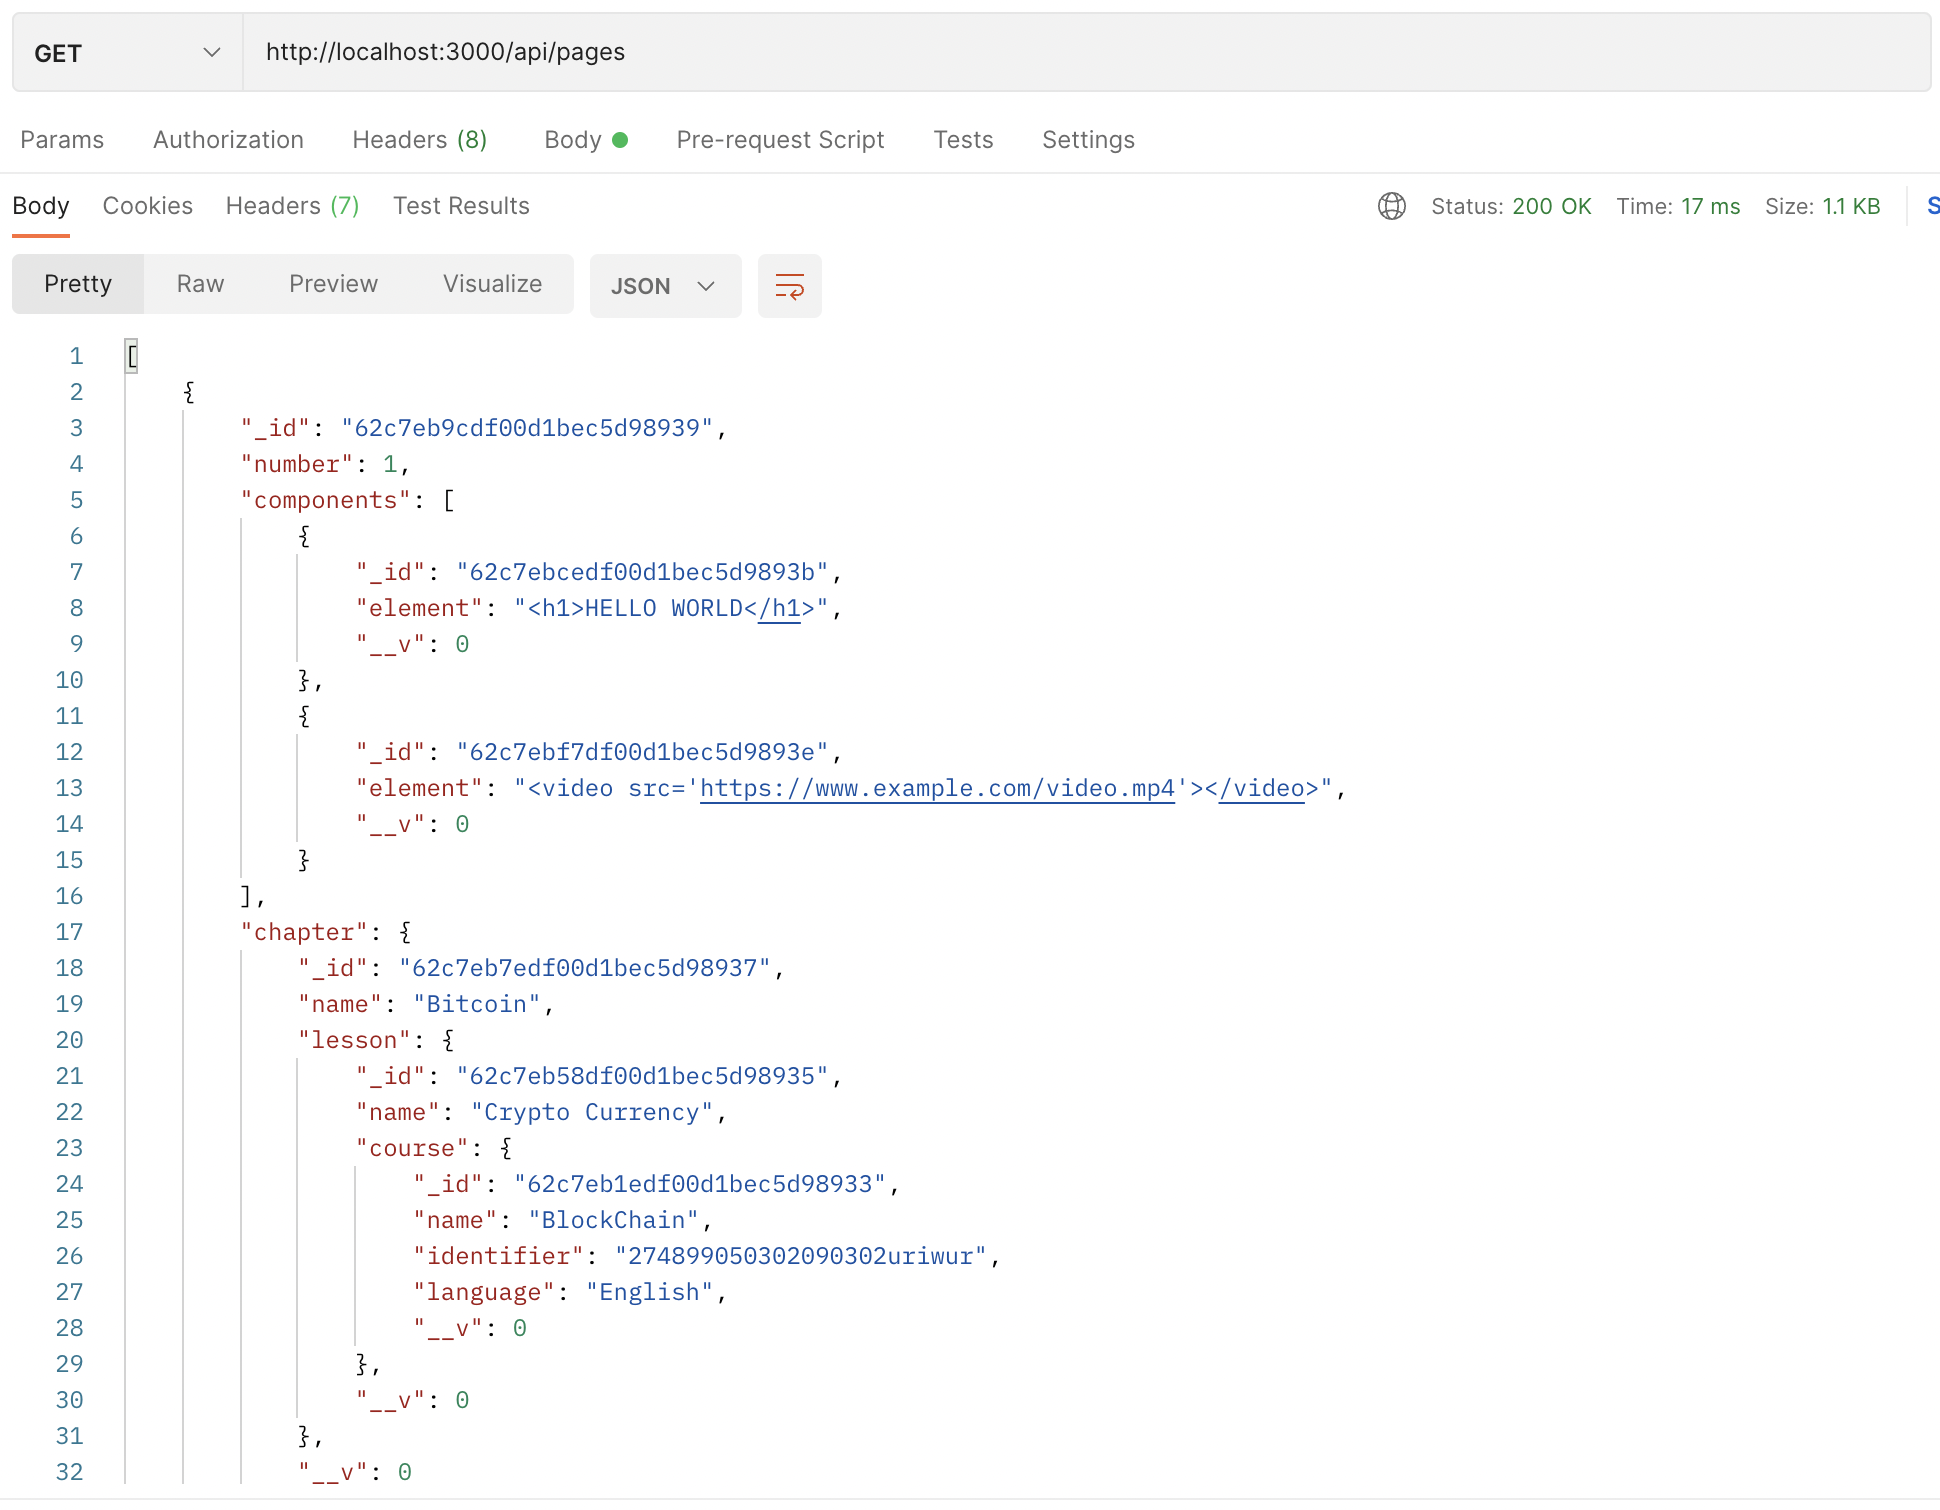 GET http://localhost:3000/api/pages
Params Authorization Headers (8) Body Pre-request Script Tests Settings
Body Cookies Headers (7) Test Results Status: 200 OK Time: 17 ms Size: 1.1 KB S
Pretty Raw Preview Visualize JSON
1 [
2 {
3 "_id": "62c7eb9cdf00d1bec5d98939",
4 "number": 1,
5 "components": [
6 {
7 "_id": "62c7ebcedf00d1bec5d9893b",
8 "element": "<h1>HELLO WORLD</h1>",
9 "__v": 0
10 },
11 {
12 "_id": "62c7ebf7df00d1bec5d9893e",
13 "element": "<video src='https://www.example.com/video.mp4'></video>",
14 "__v": 0
15 }
16 ],
17 "chapter": {
18 "_id": "62c7eb7edf00d1bec5d98937",
19 "name": "Bitcoin",
20 "lesson": {
21 "_id": "62c7eb58df00d1bec5d98935",
22 "name": "Crypto Currency",
23 "course": {
24 "_id": "62c7eb1edf00d1bec5d98933",
25 "name": "BlockChain",
26 "identifier": "274899050302090302uriwur",
27 "language": "English",
28 "__v": 0
29 },
30 "__v": 0
31 },
32 "__v": 0